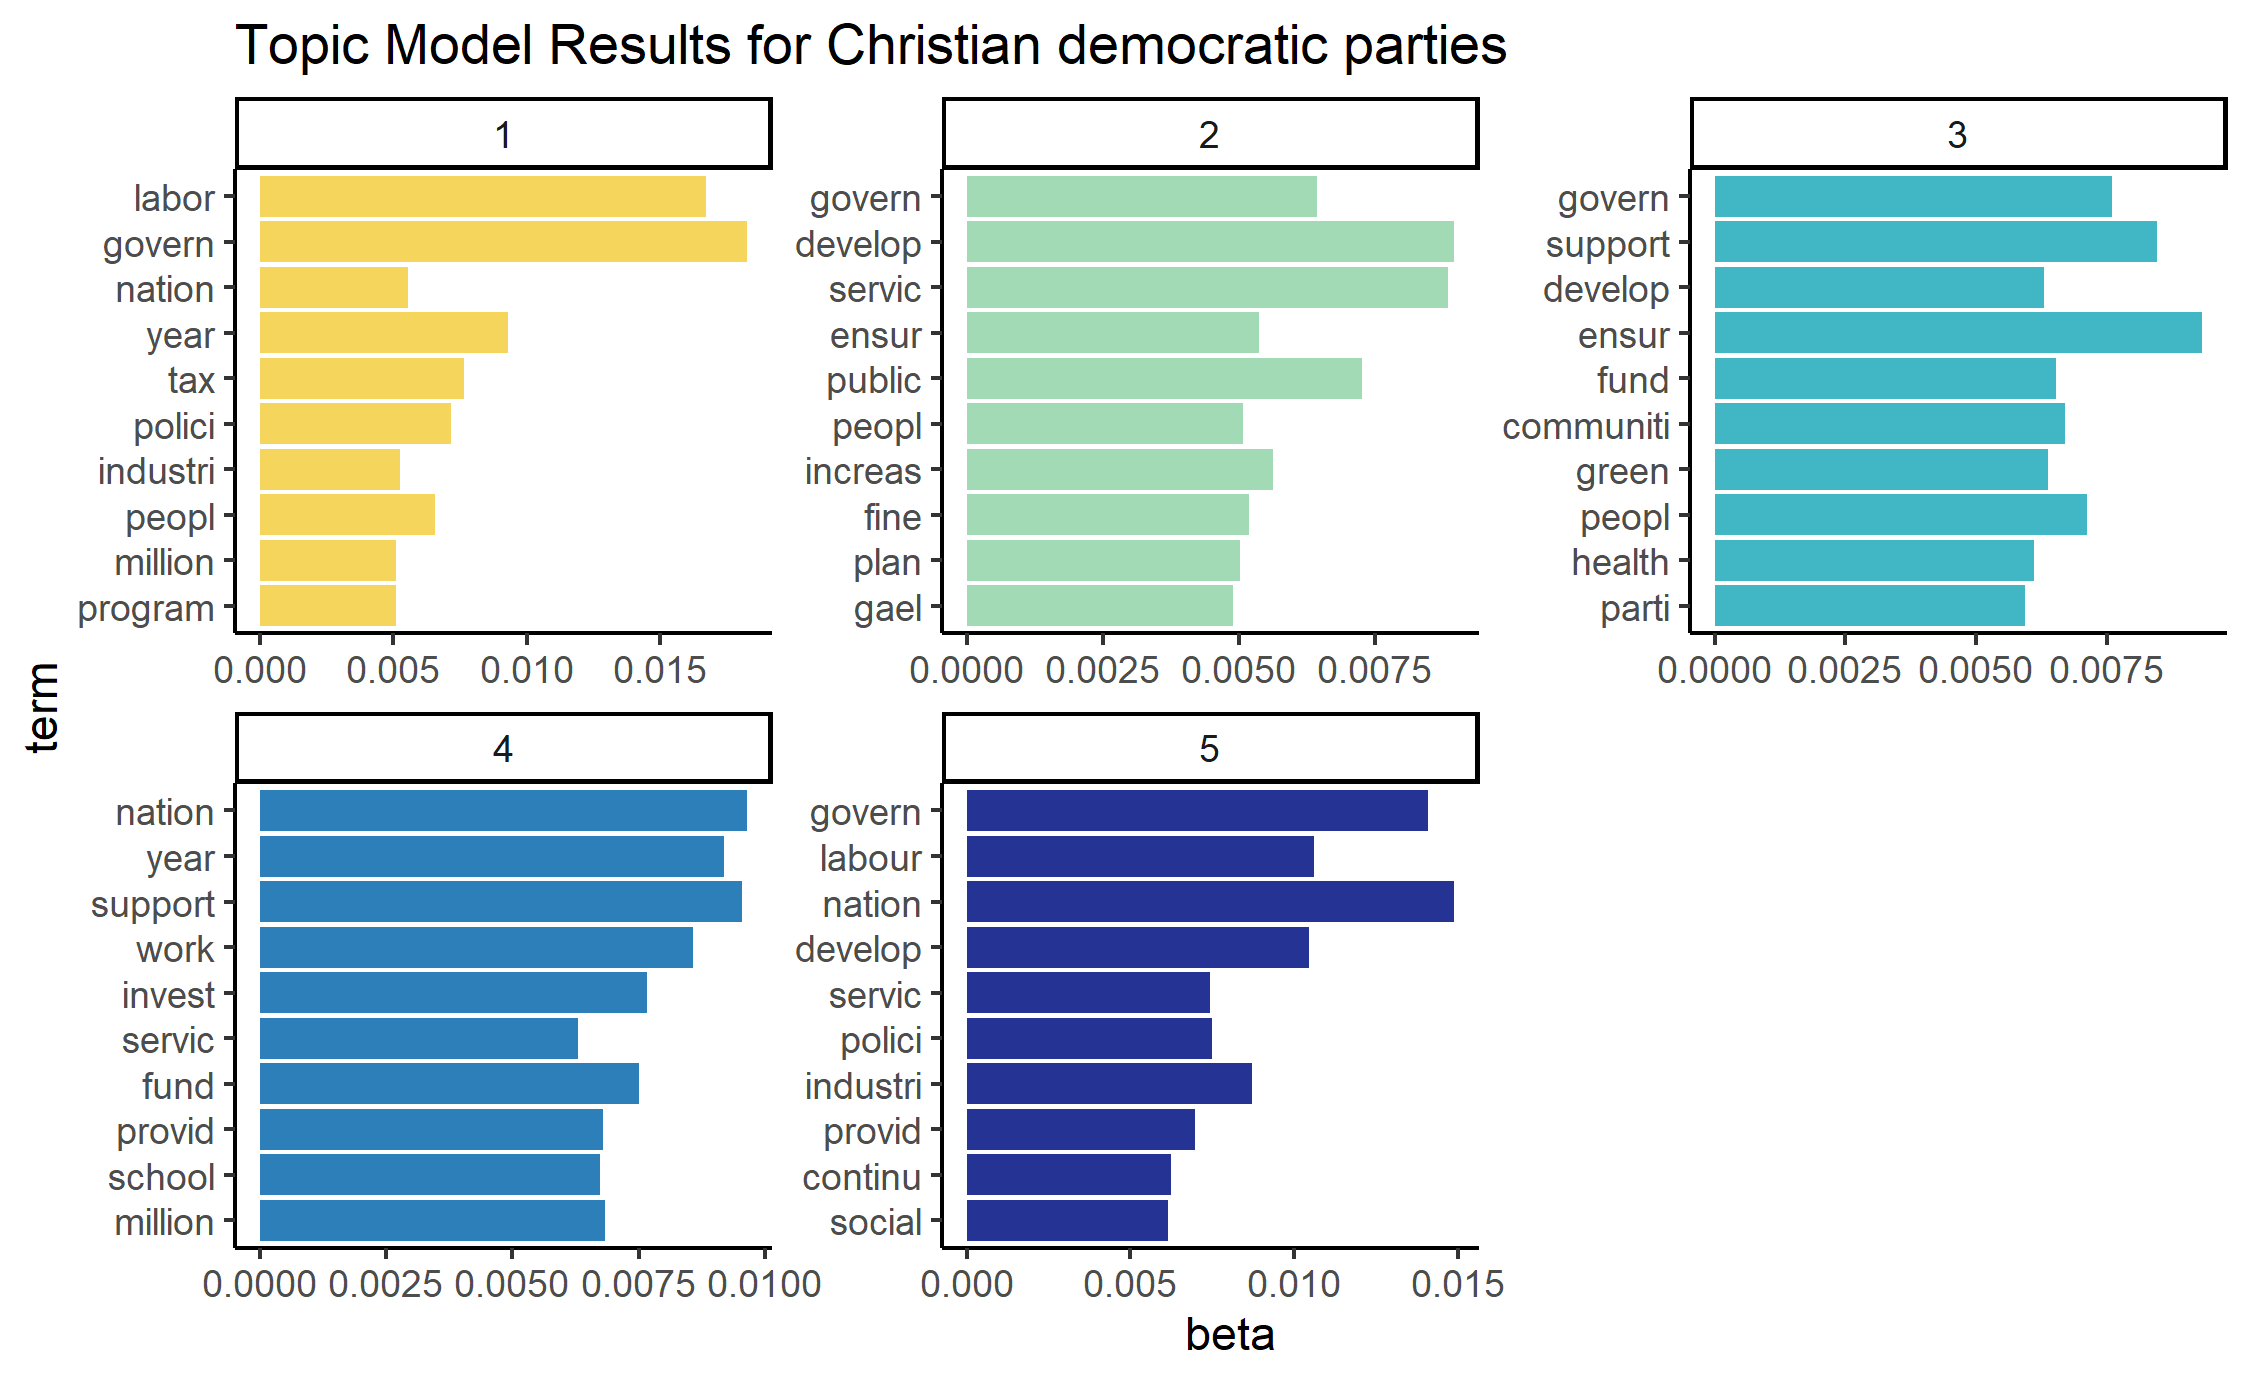 Topic Model Results for Christian democratic parties
1
labor
govern
nation
year
tax
polici
industri
peopl
million
program
0.000 0.005 0.010 0.015
2
govern
develop
servic
ensur
public
peopl
increas
fine
plan
gael
0.0000 0.0025 0.0050 0.0075
3
govern
support
develop
ensur
fund
communiti
green
peopl
health
parti
0.0000 0.0025 0.0050 0.0075
term
4
nation
year
support
work
invest
servic
fund
provid
school
million
0.0000 0.0025 0.0050 0.0075 0.0100
5
govern
labour
nation
develop
servic
polici
industri
provid
continu
social
0.000 0.005 0.010 0.015
beta